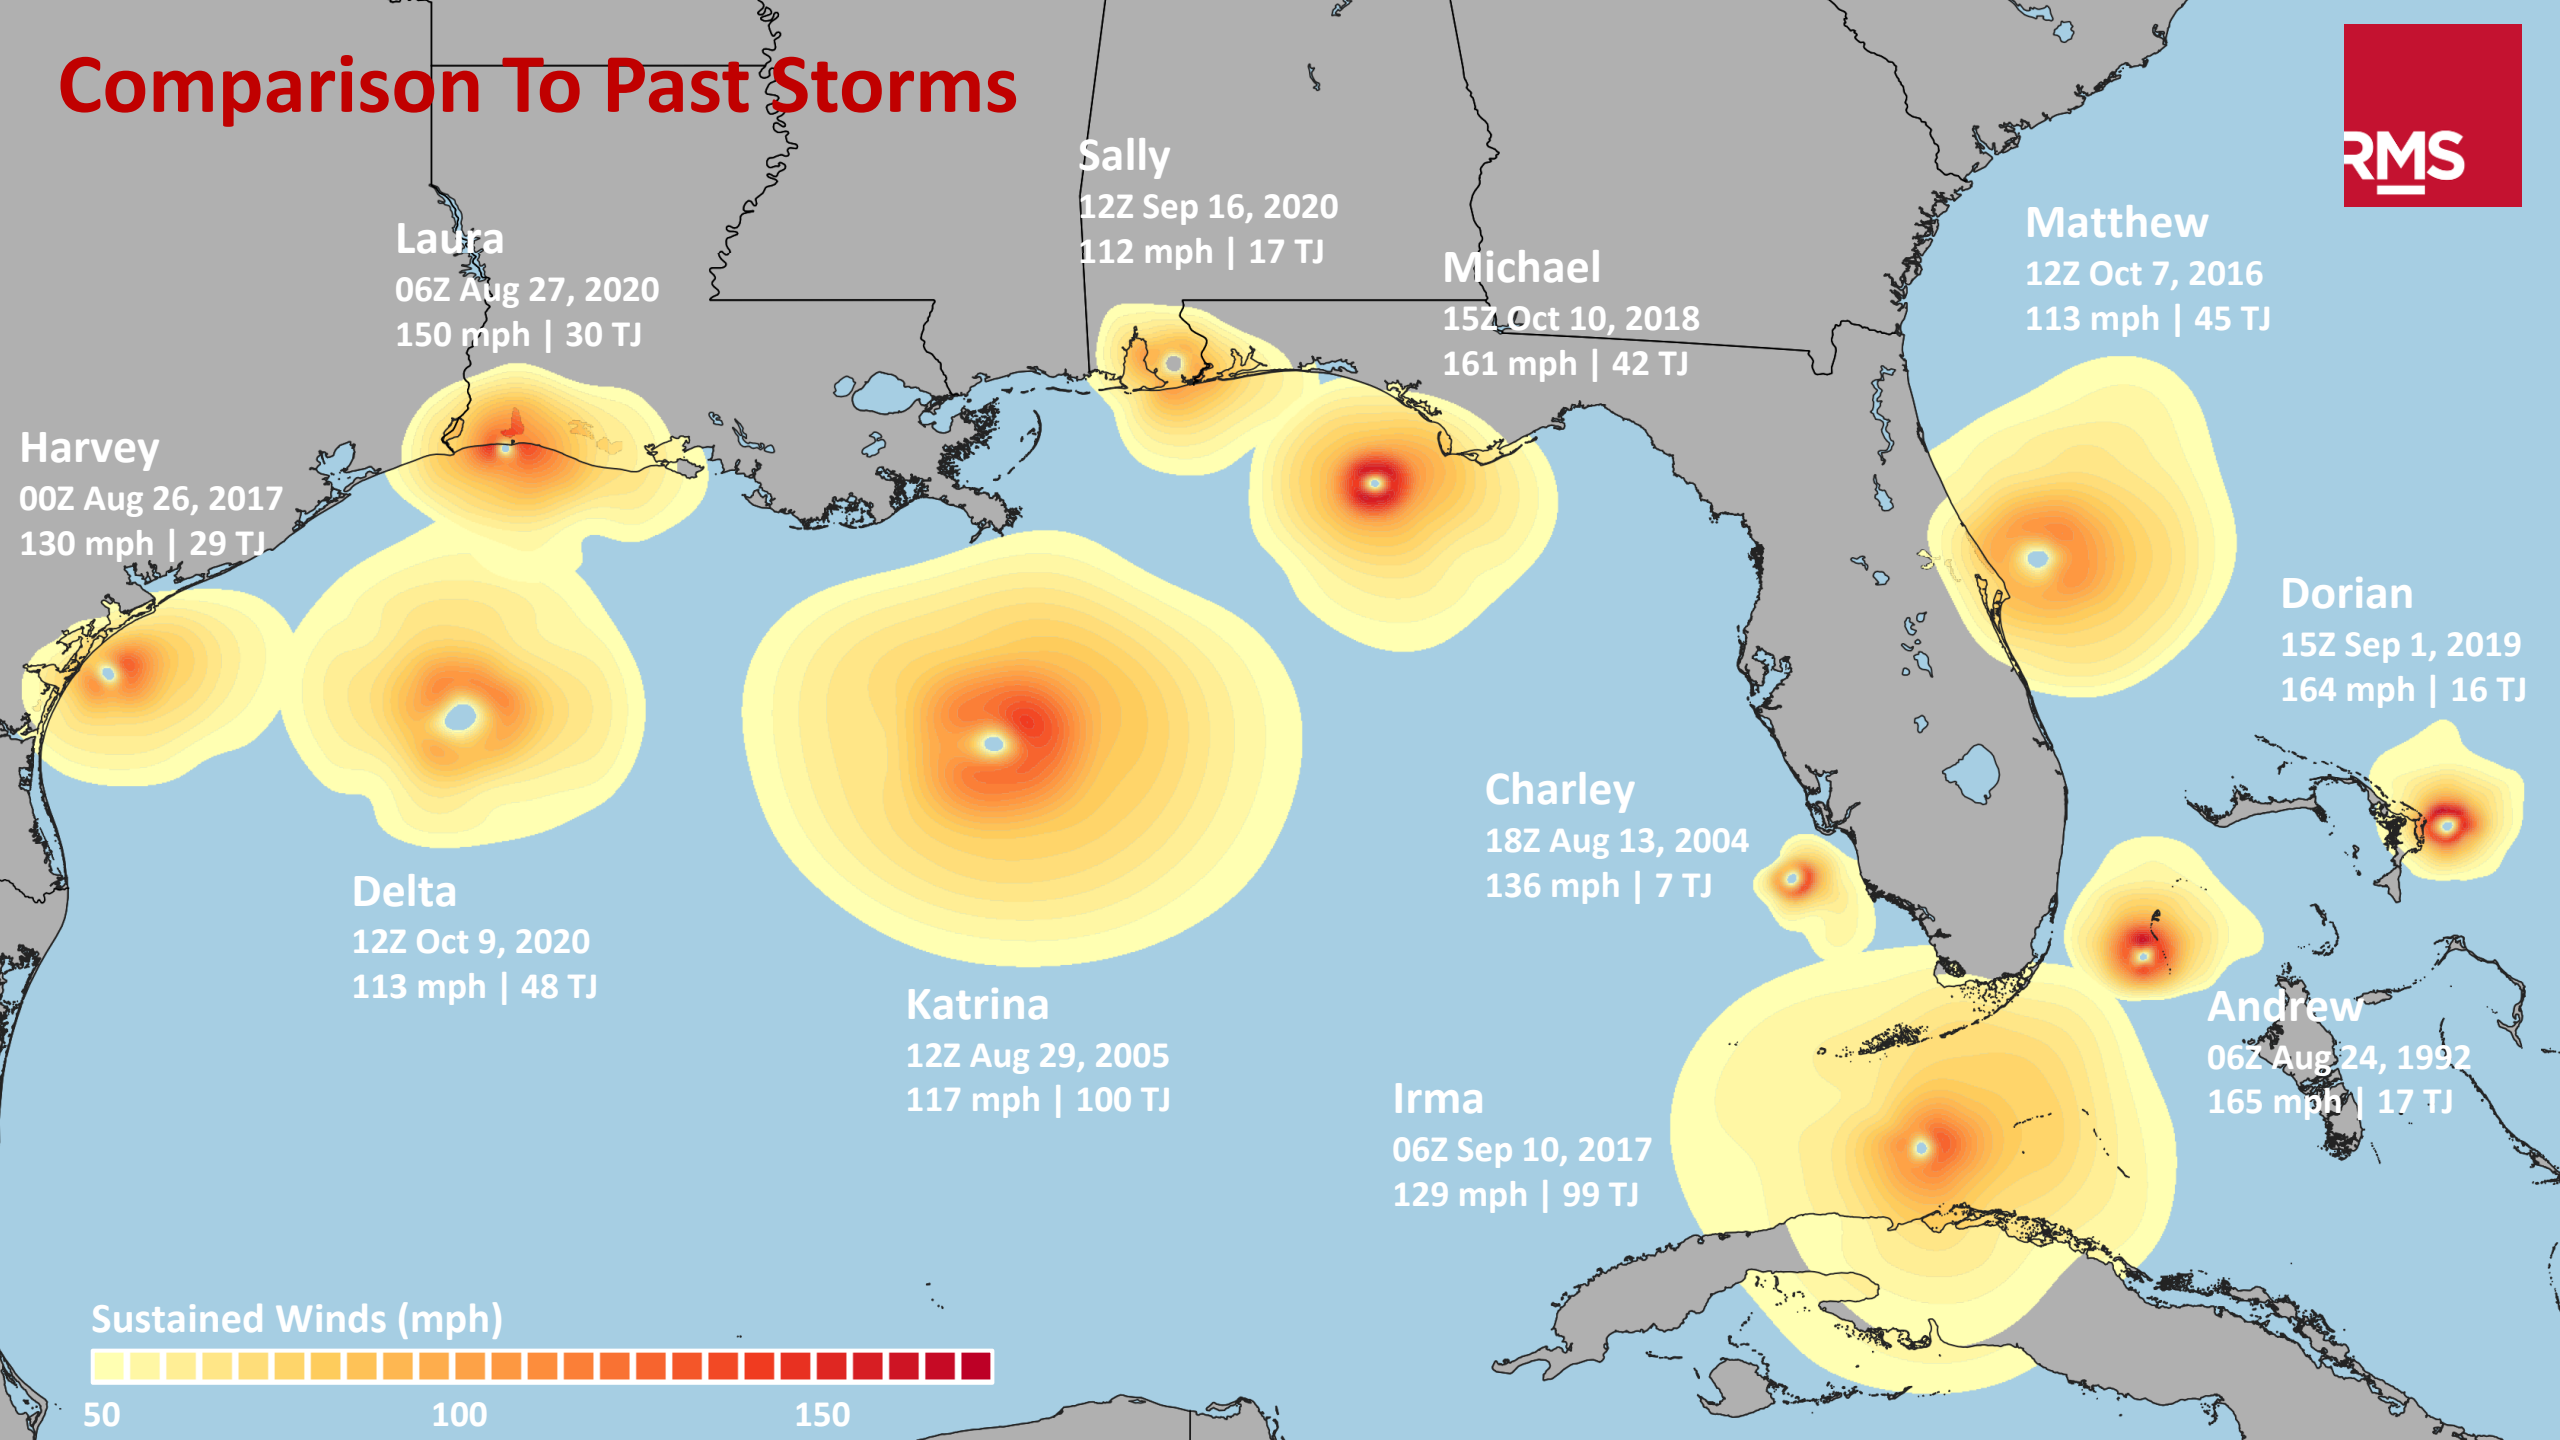 Comparison To Past Storms
RMS
Sally
12Z Sep 16, 2020
112 mph | 17 TJ
Laura
06Z Aug 27, 2020
150 mph | 30 TJ
Michael
15Z Oct 10, 2018
161 mph | 42 TJ
Matthew
12Z Oct 7, 2016
113 mph | 45 TJ
Harvey
00Z Aug 26, 2017
130 mph | 29 TJ
Dorian
15Z Sep 1, 2019
164 mph | 16 TJ
Charley
18Z Aug 13, 2004
136 mph | 7 TJ
Delta
12Z Oct 9, 2020
113 mph | 48 TJ
Katrina
12Z Aug 29, 2005
117 mph | 100 TJ
Andrew
06Z Aug 24, 1992
165 mph | 17 TJ
Irma
06Z Sep 10, 2017
129 mph | 99 TJ
Sustained Winds (mph)
50 100 150